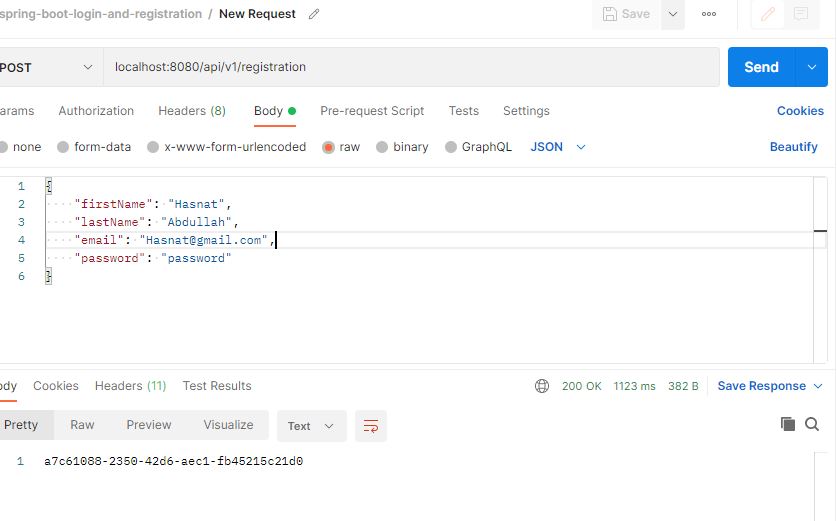 spring-boot-login-and-registration / New Request
Save
POST
localhost:8080/api/v1/registration
Send
arams Authorization Headers (8) Body Pre-request Script Tests Settings Cookies
none form-data x-www-form-urlencoded raw binary GraphQL JSON Beautify
1 {
2 "firstName": "Hasnat",
3 "lastName": "Abdullah",
4 "email": "Hasnat@gmail.com",
5 "password": "password"
6 }
ody Cookies Headers (11) Test Results 200 OK 1123 ms 382 B Save Response
Pretty Raw Preview Visualize Text
1 a7c61088-2350-42d6-aec1-fb45215c21d0